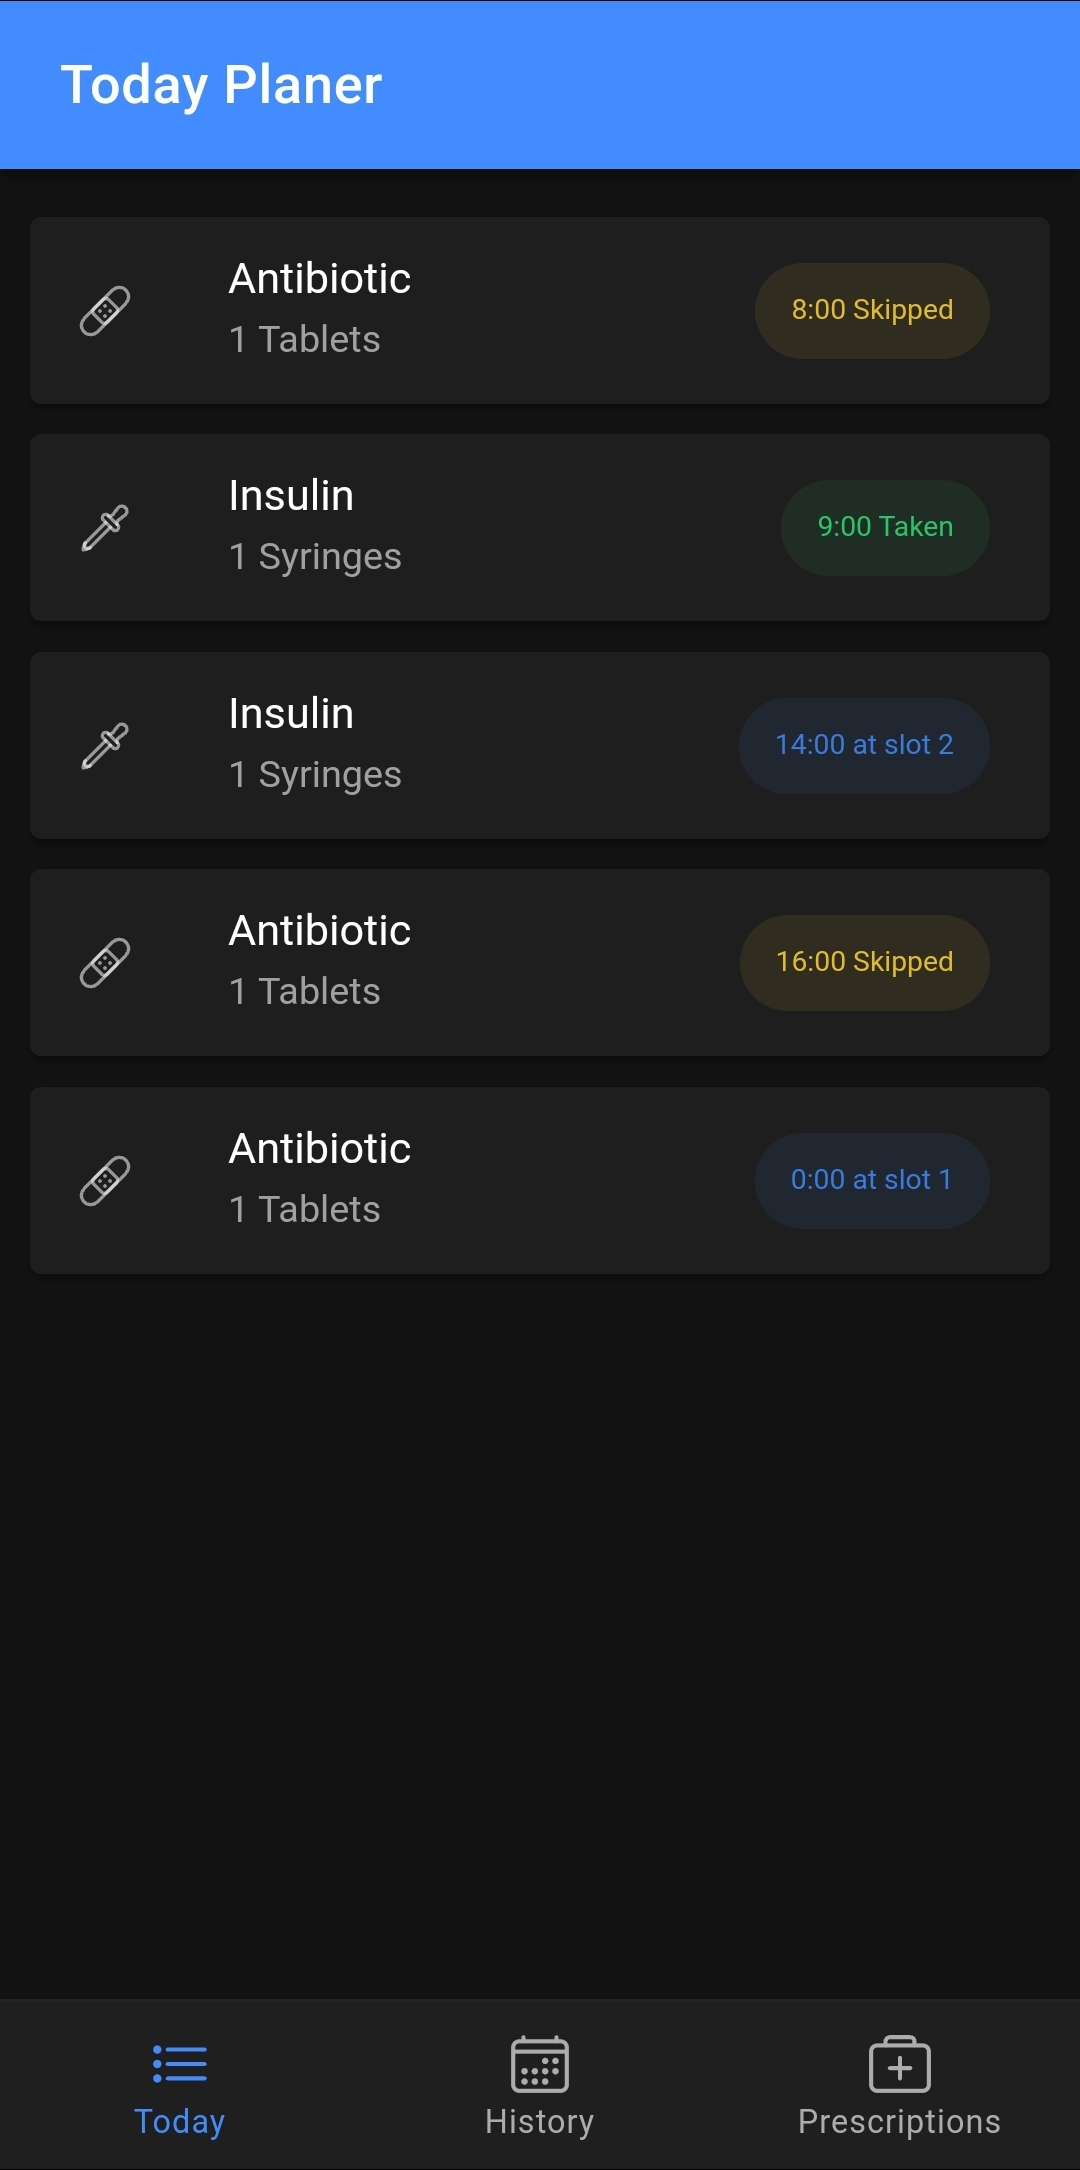 Today Planer
Antibiotic
1 Tablets
8:00 Skipped
Insulin
1 Syringes
9:00 Taken
Insulin
1 Syringes
14:00 at slot 2
Antibiotic
1 Tablets
16:00 Skipped
Antibiotic
1 Tablets
0:00 at slot 1
Today
History
Prescriptions